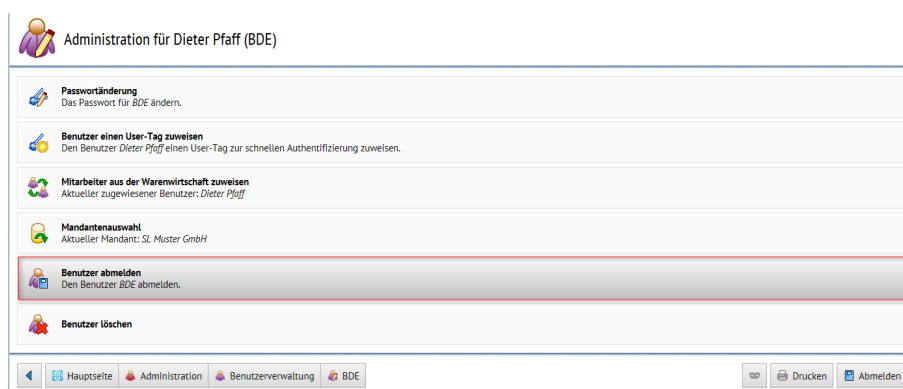 Administration für Dieter Pfaff (BDE)
Passwortänderung
Das Passwort für BDE ändern.
Benutzer einen User-Tag zuweisen
Den Benutzer Dieter Pfaff einen User-Tag zur schnellen Authentifizierung zuweisen.
Mitarbeiter aus der Warenwirtschaft zuweisen
Aktueller zugewiesener Benutzer: Dieter Pfaff
Mandantenauswahl
Aktueller Mandant: SL Muster GmbH
Benutzer abmelden
Den Benutzer BDE abmelden.
Benutzer löschen
Hauptseite Administration Benutzerverwaltung BDE Drucken Abmelden